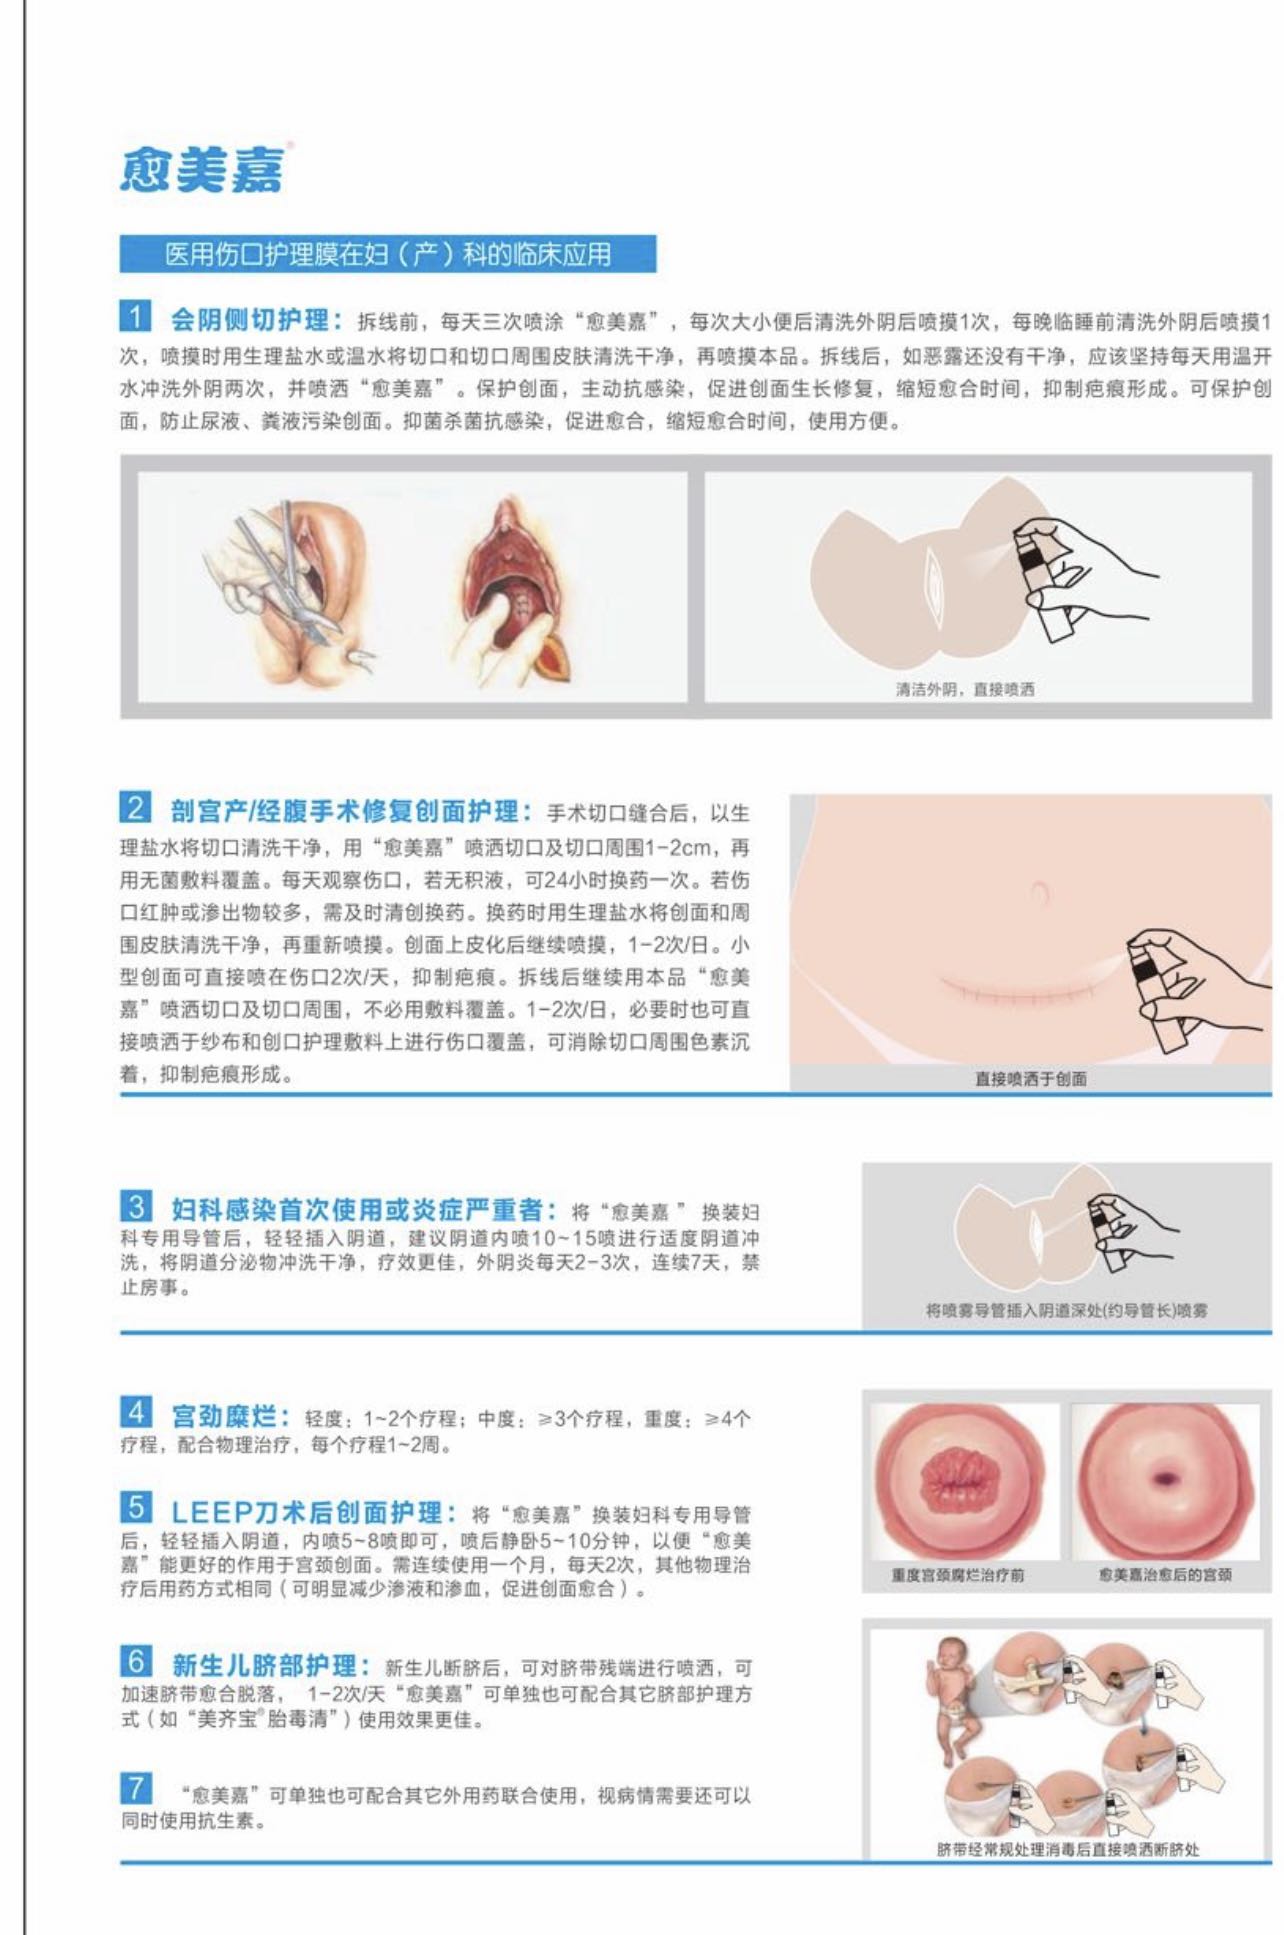 愈美嘉
医用伤口护理膜在妇（产）科的临床应用
1 会阴侧切护理：拆线前，每天三次喷涂“愈美嘉”，每次大小便后清洗外阴后喷摸1次，每晚临睡前清洗外阴后喷摸1
次，喷摸时用生理盐水或温水将切口和切口周围皮肤清洗干净，再喷摸本品。拆线后，如恶露还没有干净，应该坚持每天用温开
水冲洗外阴两次，并喷洒“愈美嘉”。保护创面，主动抗感染，促进创面生长修复，缩短愈合时间，抑制疤痕形成。可保护创
面，防止尿液、粪液污染创面。抑菌杀菌抗感染，促进愈合，缩短愈合时间，使用方便。
清洁外阴，直接喷洒
2 剖宫产/经腹手术修复创面护理：手术切口缝合后，以生
理盐水将切口清洗干净，用“愈美嘉”喷洒切口及切口周围1-2cm，再
用无菌敷料覆盖。每天观察伤口，若无积液，可24小时换药一次。若伤
口红肿或渗出物较多，需及时清创换药。换药时用生理盐水将创面和周
围皮肤清洗干净，再重新喷摸。创面上皮化后继续喷摸，1-2次/日。小
型创面可直接喷在伤口2次/天，抑制疤痕。拆线后继续用本品“愈美
嘉”喷洒切口及切口周围，不必用敷料覆盖。1-2次/日，必要时也可直
接喷洒于纱布和创口护理敷料上进行伤口覆盖，可消除切口周围色素沉
着，抑制疤痕形成。
直接喷洒于创面
3 妇科感染首次使用或炎症严重者：将“愈美嘉 ” 换装妇
科专用导管后，轻轻插入阴道，建议阴道内喷10~15喷进行适度阴道冲
洗，将阴道分泌物冲洗干净，疗效更佳，外阴炎每天2-3次，连续7天，禁
止房事。
将喷雾导管插入阴道深处(约导管长)喷雾
4 宫劲糜烂：轻度：1~2个疗程；中度：≥3个疗程，重度：≥4个
疗程，配合物理治疗，每个疗程1~2周。
5 LEEP刀术后创面护理：将“愈美嘉”换装妇科专用导管
后，轻轻插入阴道，内喷5~8喷即可，喷后静卧5~10分钟，以便“愈美
嘉”能更好的作用于宫颈创面。需连续使用一个月，每天2次，其他物理治
疗后用药方式相同（可明显减少渗液和渗血，促进创面愈合）。
重度宫颈腐烂治疗前
愈美嘉治愈后的宫颈
6 新生儿脐部护理：新生儿断脐后，可对脐带残端进行喷洒，可
加速脐带愈合脱落， 1-2次/天“愈美嘉”可单独也可配合其它脐部护理方
式（如“美齐宝®胎毒清”）使用效果更佳。
7 “愈美嘉”可单独也可配合其它外用药联合使用，视病情需要还可以
同时使用抗生素。
脐带经常规处理消毒后直接喷洒断脐处